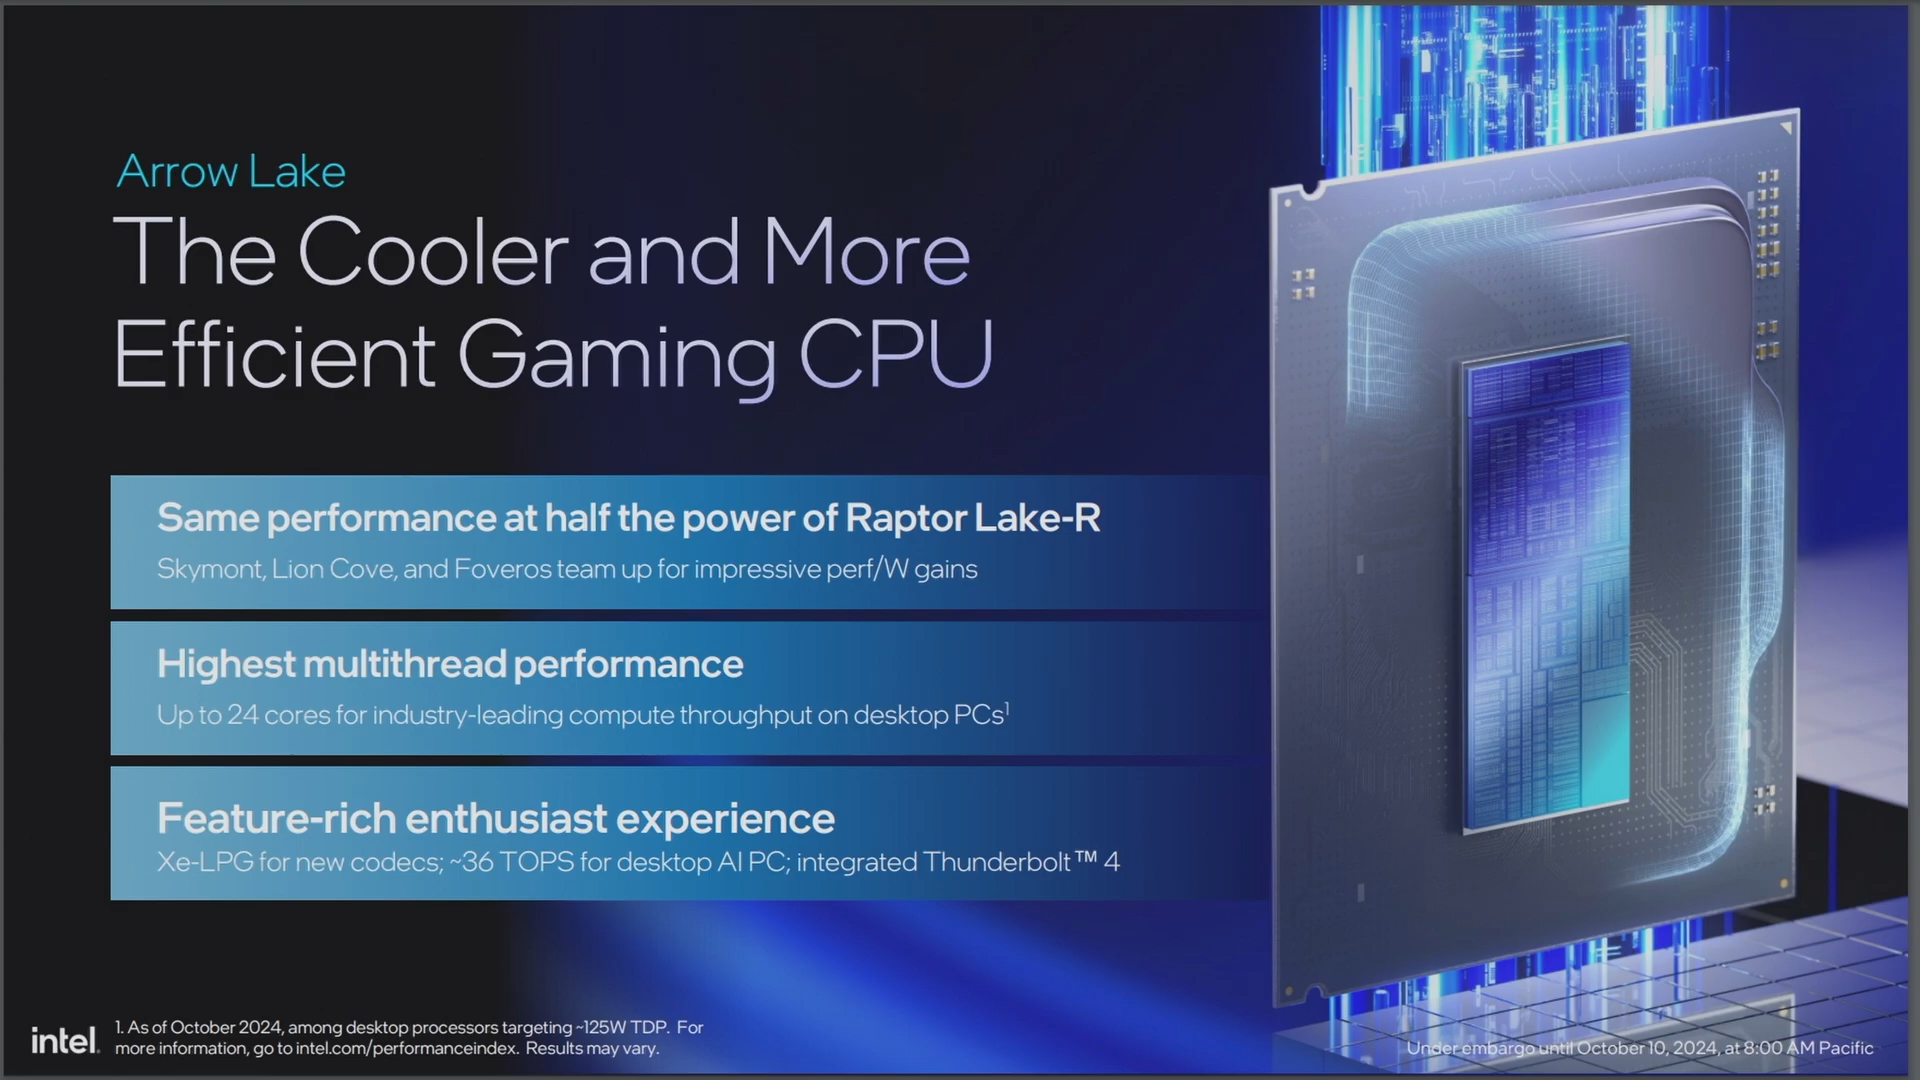 Arrow Lake
The Cooler and More
Efficient Gaming CPU
Same performance at half the power of Raptor Lake-R
Skymont, Lion Cove, and Foveros team up for impressive perf/W gains
Highest multithread performance
Up to 24 cores for industry-leading compute throughput on desktop PCs¹
Feature-rich enthusiast experience
Xe-LPG for new codecs; ~36 TOPS for desktop AI PC; integrated Thunderbolt™ 4
intel.
1. As of October 2024, among desktop processors targeting ~125W TDP. For
more information, go to intel.com/performanceindex. Results may vary.
Under embargo until October 10, 2024, at 8:00 AM Pacific